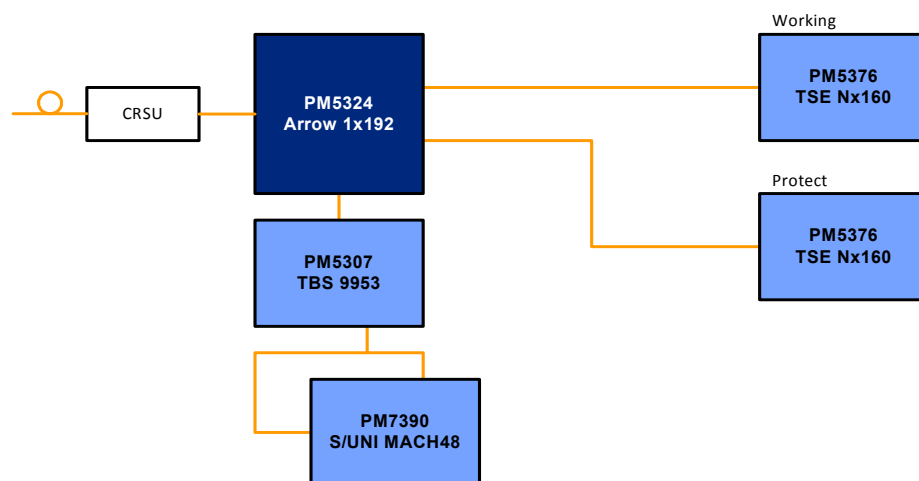 Working
PM5376
TSE Nx160
PM5324
Arrow 1x192
CRSU
Protect
PM5376
TSE Nx160
PM5307
TBS 9953
PM7390
S/UNI MACH48